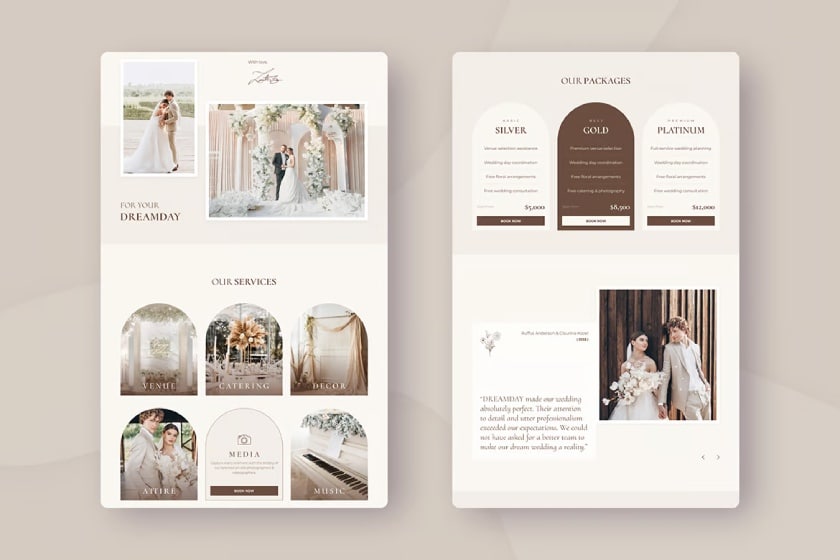 With love,
FOR YOUR
DREAMDAY
OUR SERVICES
VENUE
CATERING
DECOR
ATTIRE
MEDIA
BOOK NOW
MUSIC
OUR PACKAGES
BASIC
SILVER
Venue selection assistance
Wedding day coordination
Free floral arrangements
Free wedding consultation
$5,000
BOOK NOW
BEST
GOLD
Premium venue selection
Wedding day coordination
Free floral arrangements
Free catering & photography
$8,500
BOOK NOW
PREMIUM
PLATINUM
Full-service wedding planning
Wedding day coordination
Free floral arrangements
Free wedding consultation
$12,000
BOOK NOW
"DREAMDAY made our wedding
absolutely perfect. Their attention
to detail and utter professionalism
exceeded our expectations. We could
not have asked for a better team to
make our dream wedding a reality."